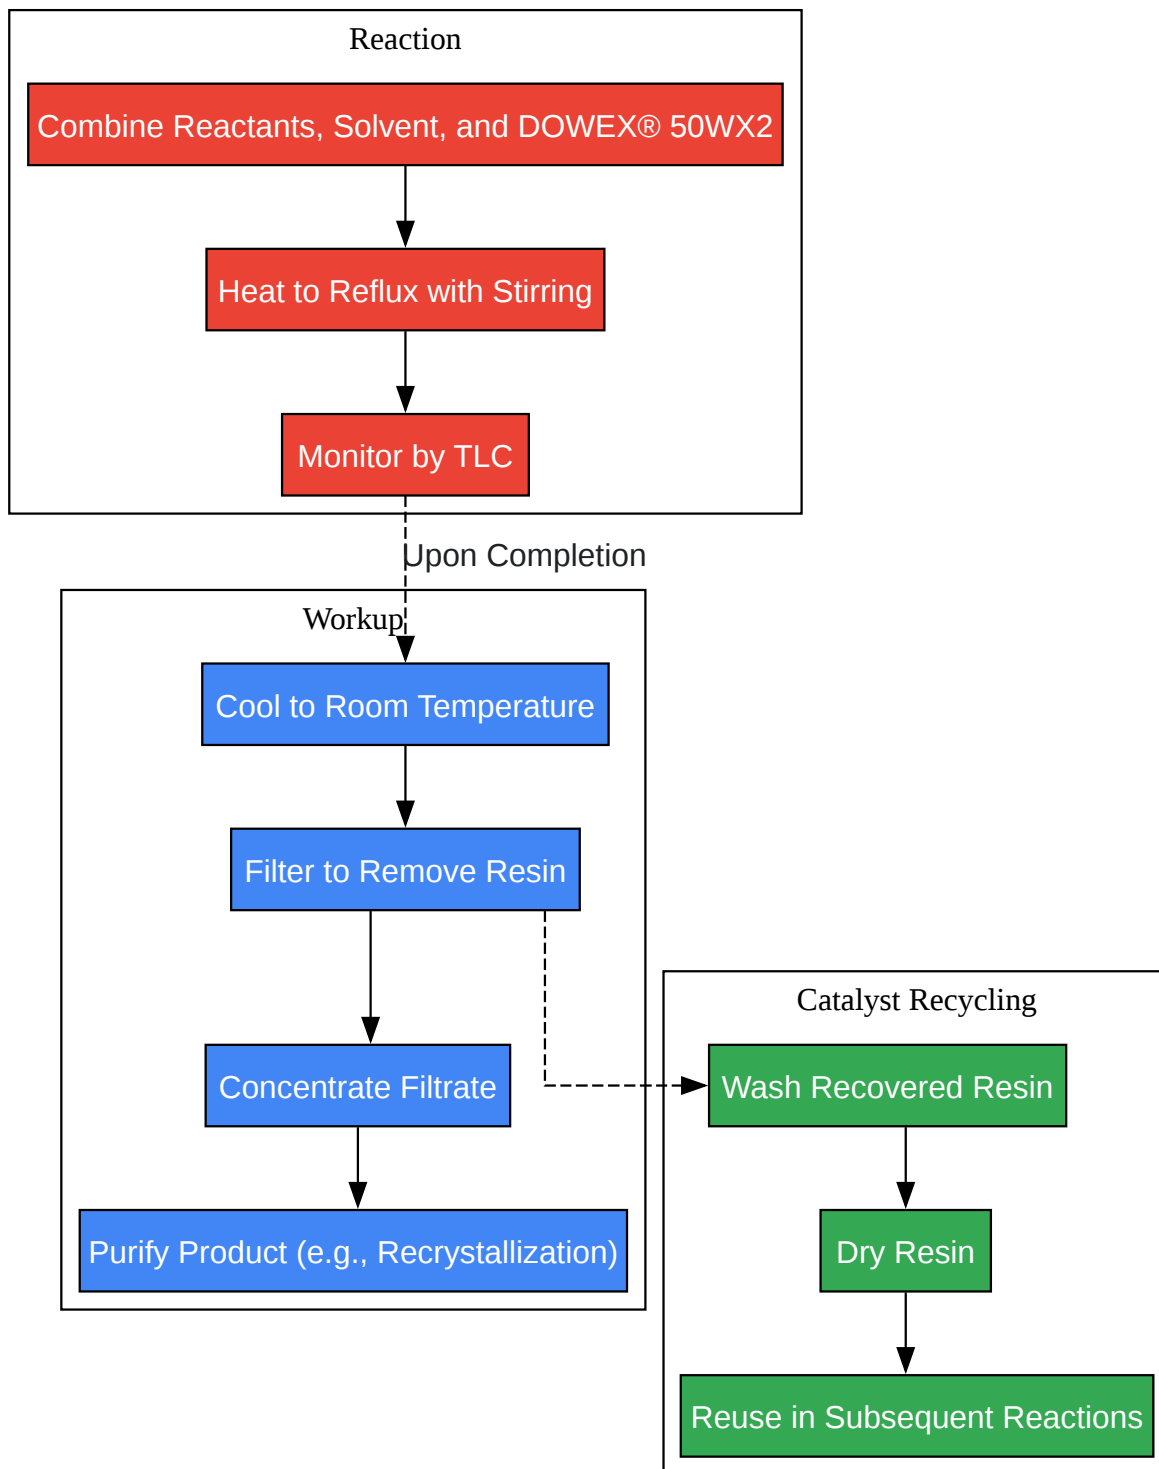 Reaction
Combine Reactants, Solvent, and DOWEX® 50WX2
Heat to Reflux with Stirring
Monitor by TLC
Upon Completion
Workup
Cool to Room Temperature
Filter to Remove Resin
Concentrate Filtrate
Purify Product (e.g., Recrystallization)
Catalyst Recycling
Wash Recovered Resin
Dry Resin
Reuse in Subsequent Reactions